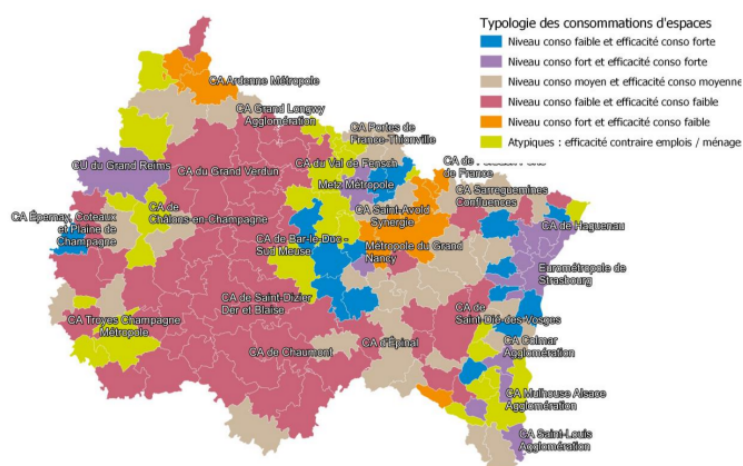 Typologie des consommations d'espaces
Niveau conso faible et efficacité conso forte
Niveau conso fort et efficacité conso forte
Niveau conso moyen et efficacité conso moyenne
Niveau conso faible et efficacité conso faible
Niveau conso fort et efficacité conso faible
Atypiques : efficacité contraire emplois / ménages
CA Ardenne Métropole
CA Grand Longwy
Agglomération
CA Portes de
France-Thionville
CU du Grand Reims
CA du Grand Verdun
CA du Val de Fensch
CA de
de France
Metz Métropole
CA Sarreguemines
Confluences
CA Épernay, Coteaux
et Plaine de
Champagne
CA de
Châlons-en-Champagne
CA Saint-Avold
Synergie
CA de Haguenau
CA de Bar-le-Duc -
Sud Meuse
Métropole du Grand
Nancy
Eurométropole de
Strasbourg
CA de Saint-Dizier
Der et Blaise
CA de
Saint-Dié-des-Vosges
CA Troyes Champagne
Métropole
CA de Chaumont
CA d'Épinal
CA Colmar
Agglomération
CA Mulhouse Alsace
Agglomération
CA Saint-Louis
Agglomération